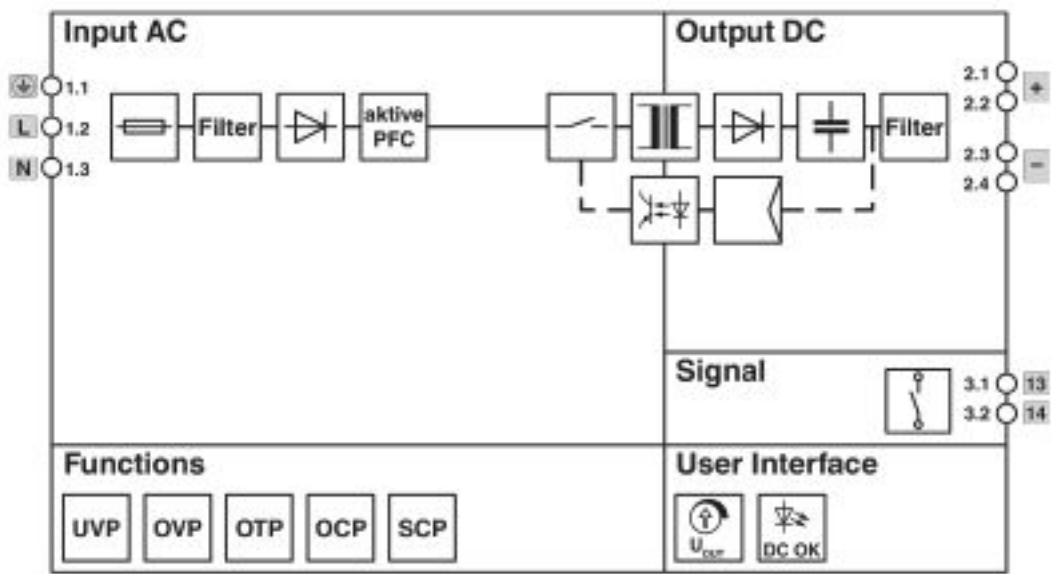 Input AC
Output DC
1.1
L 1.2
N 1.3
Filter
aktive
PFC
Filter
2.1
2.2
+
2.3
2.4
-
Signal
3.1 13
3.2 14
Functions
UVP OVP OTP OCP SCP
User Interface
U_OUT
DC OK